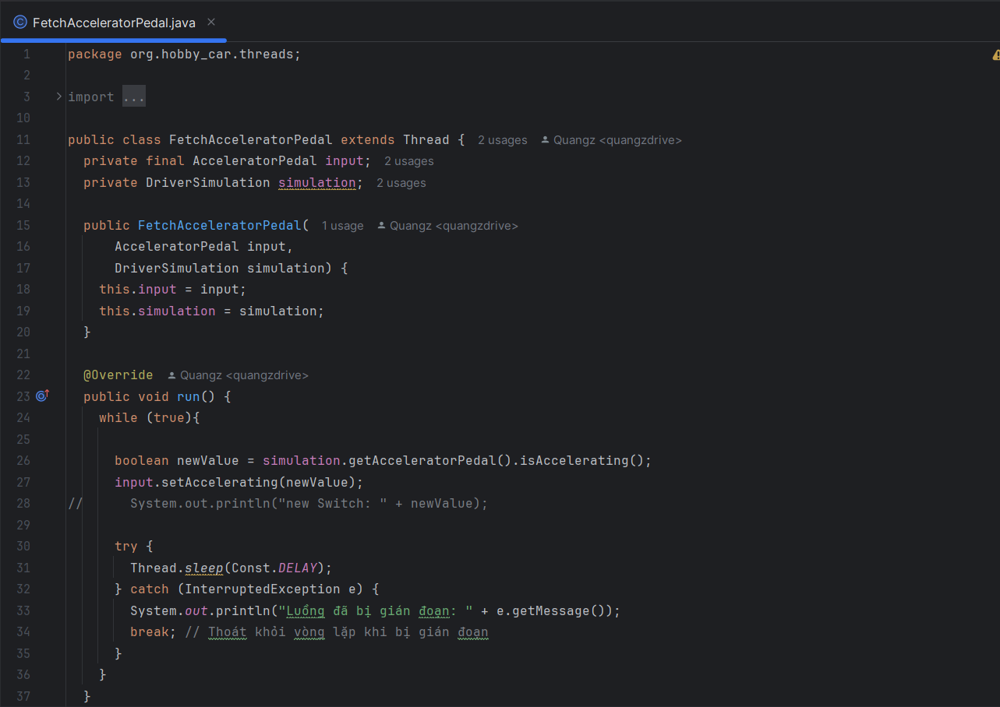 FetchAcceleratorPedal.java
1 package org.hobby_car.threads;
2
3 import ...
10
11 public class FetchAcceleratorPedal extends Thread { 2 usages Quangz <quangzdrive>
12 private final AcceleratorPedal input; 2 usages
13 private DriverSimulation simulation; 2 usages
14
15 public FetchAcceleratorPedal( 1 usage Quangz <quangzdrive>
16 AcceleratorPedal input,
17 DriverSimulation simulation) {
18 this.input = input;
19 this.simulation = simulation;
20 }
21
22 @Override Quangz <quangzdrive>
23 public void run() {
24 while (true){
25
26 boolean newValue = simulation.getAcceleratorPedal().isAccelerating();
27 input.setAccelerating(newValue);
28 // System.out.println("new Switch: " + newValue);
29
30 try {
31 Thread.sleep(Const.DELAY);
32 } catch (InterruptedException e) {
33 System.out.println("Luồng đã bị gián đoạn: " + e.getMessage());
34 break; // Thoát khỏi vòng lặp khi bị gián đoạn
35 }
36 }
37 }